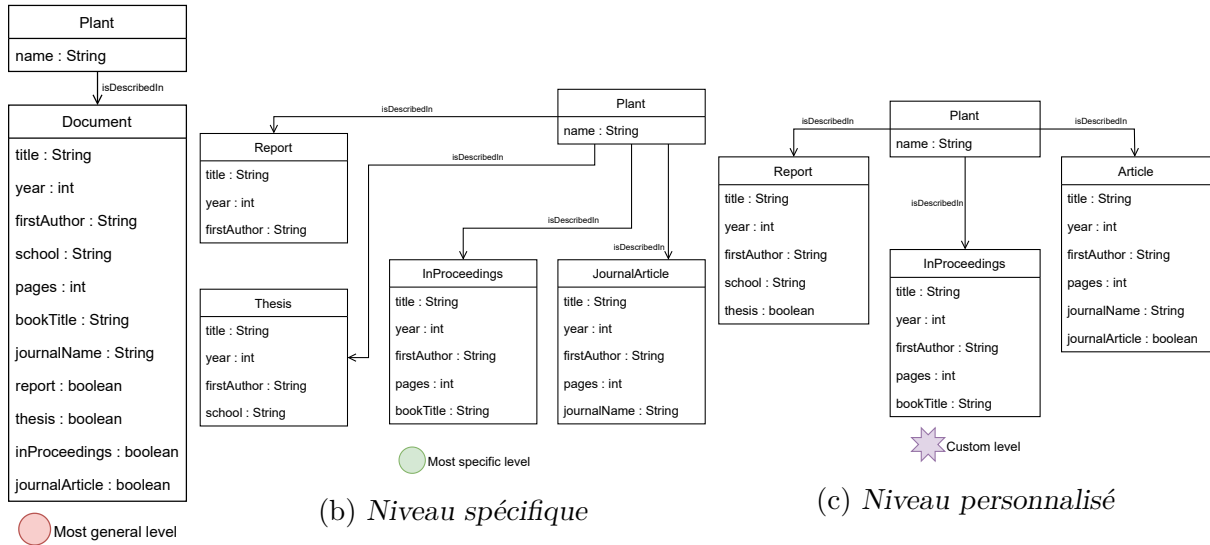 Plant
name : String
isDescribedIn
Document
title : String
year : int
firstAuthor : String
school : String
pages : int
bookTitle : String
journalName : String
report : boolean
thesis : boolean
inProceedings : boolean
journalArticle : boolean
Most general level
Plant
name : String
isDescribedIn
isDescribedIn
isDescribedIn
isDescribedIn
Report
title : String
year : int
firstAuthor : String
Thesis
title : String
year : int
firstAuthor : String
school : String
InProceedings
title : String
year : int
firstAuthor : String
pages : int
bookTitle : String
JournalArticle
title : String
year : int
firstAuthor : String
pages : int
journalName : String
Most specific level
(b) Niveau spécifique
Plant
name : String
isDescribedIn
isDescribedIn
isDescribedIn
Report
title : String
year : int
firstAuthor : String
school : String
thesis : boolean
InProceedings
title : String
year : int
firstAuthor : String
pages : int
bookTitle : String
Article
title : String
year : int
firstAuthor : String
pages : int
journalName : String
journalArticle : boolean
Custom level
(c) Niveau personnalisé